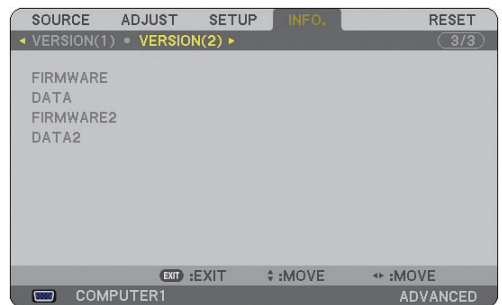 SOURCE ADJUST SETUP INFO. RESET
◂ VERSION(1) • VERSION(2) ▸ 3/3
FIRMWARE
DATA
FIRMWARE2
DATA2
EXIT :EXIT ↕ :MOVE ◂▸ :MOVE
COMPUTER1 ADVANCED